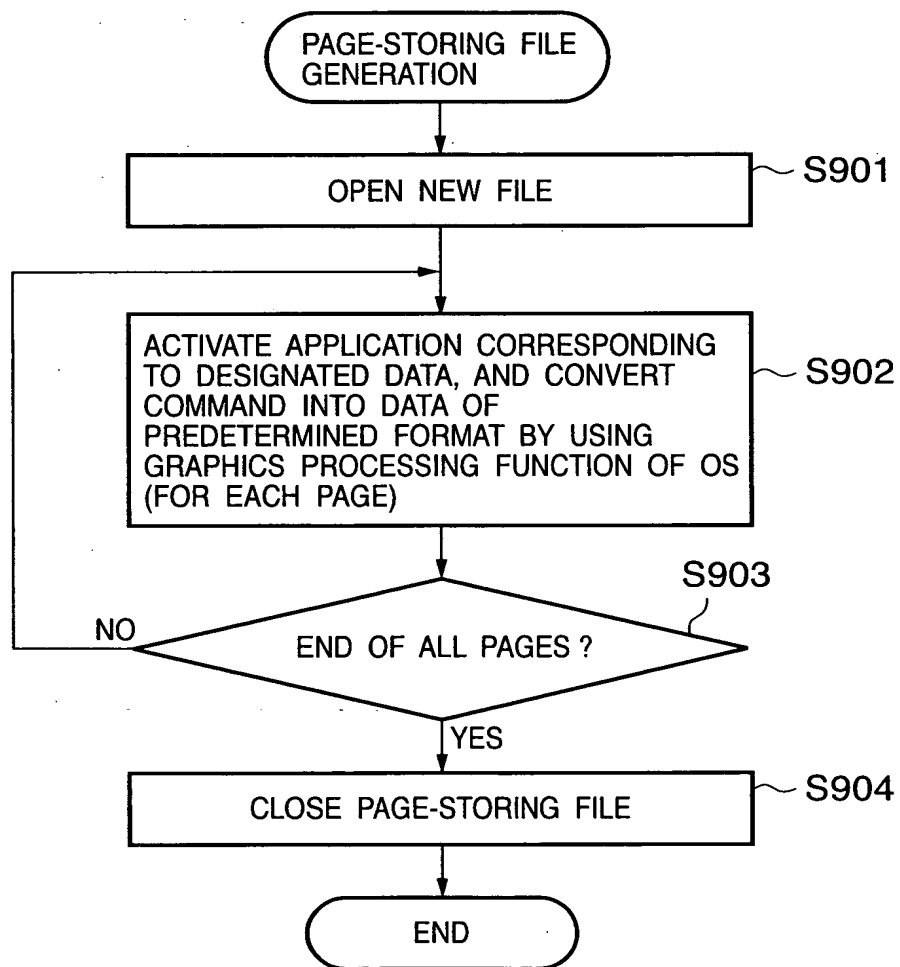 PAGE-STORING FILE
GENERATION
OPEN NEW FILE
S901
ACTIVATE APPLICATION CORRESPONDING
TO DESIGNATED DATA, AND CONVERT
COMMAND INTO DATA OF
PREDETERMINED FORMAT BY USING
GRAPHICS PROCESSING FUNCTION OF OS
(FOR EACH PAGE)
S902
S903
NO
END OF ALL PAGES ?
YES
CLOSE PAGE-STORING FILE
S904
END